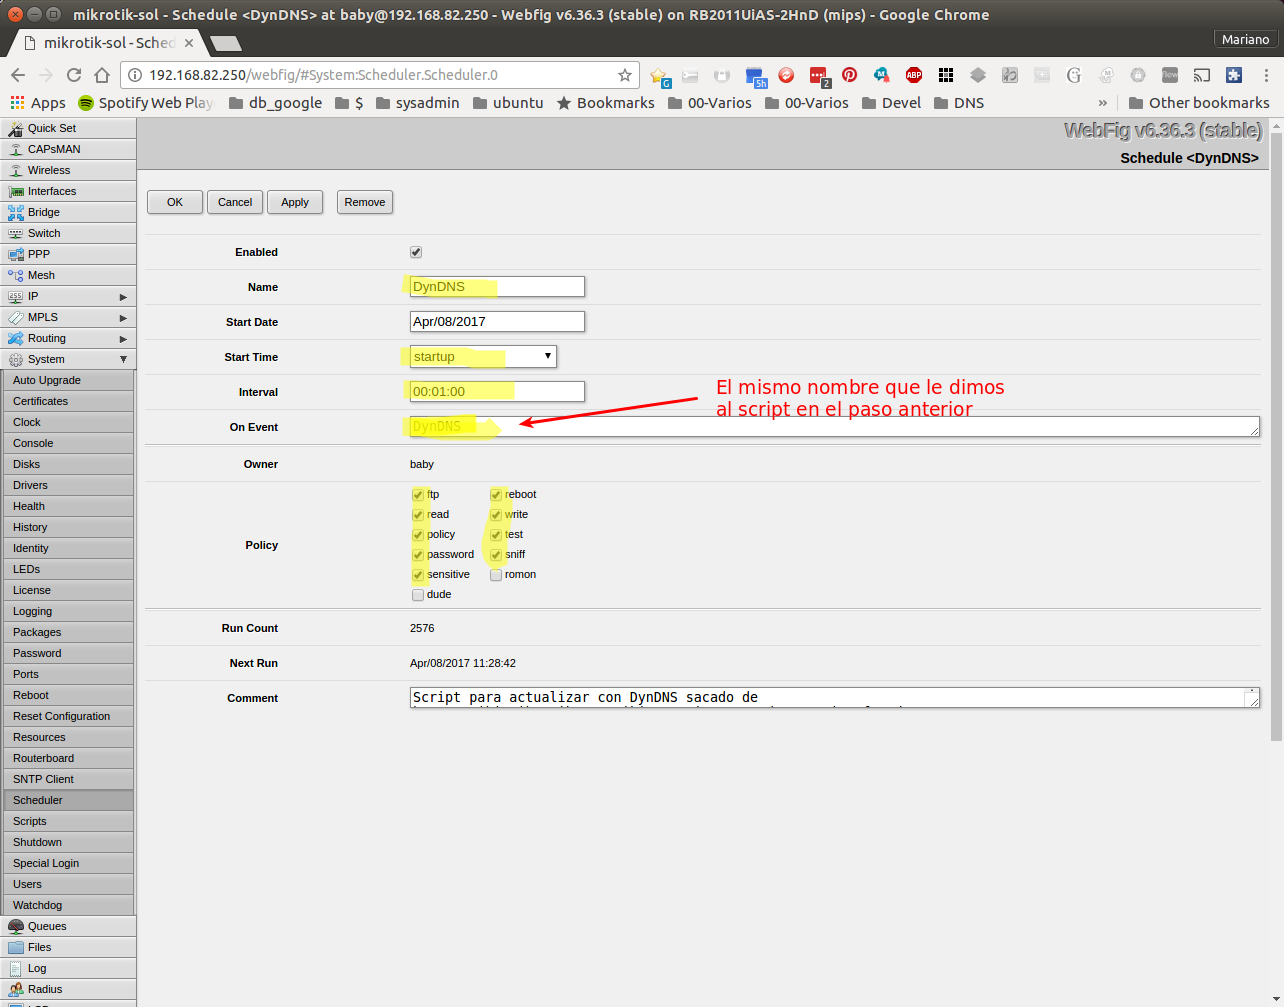 mikrotik-sol - Schedule <DynDNS> at baby@192.168.82.250 - Webfig v6.36.3 (stable) on RB2011UiAS-2HnD (mips) - Google Chrome
mikrotik-sol - Sched
Mariano
192.168.82.250/webfig/#System:Scheduler.Scheduler.0
G
5h
2
ABP
G
flow
Apps
Spotify Web Play
db_google
$
sysadmin
ubuntu
Bookmarks
00-Varios
00-Varios
Devel
DNS
»
Other bookmarks
Quick Set
CAPsMAN
Wireless
Interfaces
Bridge
Switch
PPP
Mesh
255
IP
MPLS
Routing
System
Auto Upgrade
Certificates
Clock
Console
Disks
Drivers
Health
History
Identity
LEDs
License
Logging
Packages
Password
Ports
Reboot
Reset Configuration
Resources
Routerboard
SNTP Client
Scheduler
Scripts
Shutdown
Special Login
Users
Watchdog
Queues
Files
Log
Radius
WebFig v6.36.3 (stable)
Schedule <DynDNS>
OK
Cancel
Apply
Remove
Enabled
Name
DynDNS
Start Date
Apr/08/2017
Start Time
startup
Interval
00:01:00
El mismo nombre que le dimos
al script en el paso anterior
On Event
DynDNS
Owner
baby
Policy
ftp
reboot
read
write
policy
test
password
sniff
sensitive
romon
dude
Run Count
2576
Next Run
Apr/08/2017 11:28:42
Comment
Script para actualizar con DynDNS sacado de